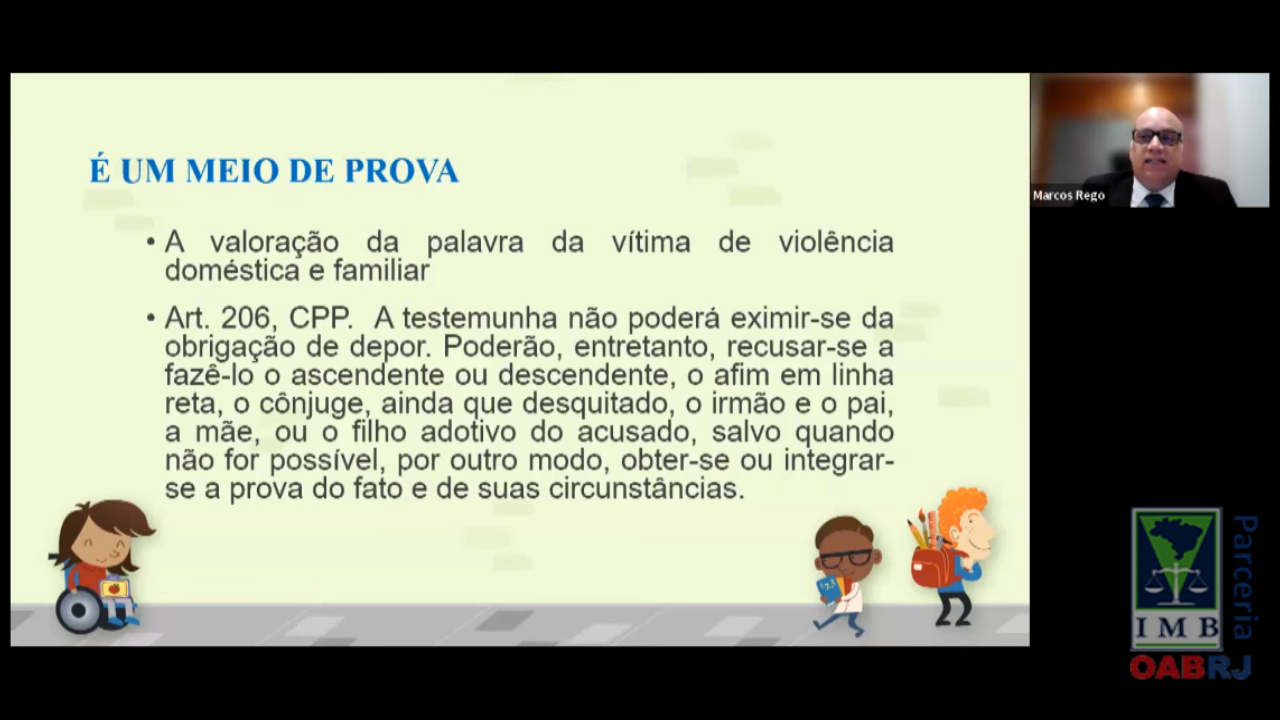 É UM MEIO DE PROVA
• A valoração da palavra da vítima de violência
doméstica e familiar
• Art. 206, CPP. A testemunha não poderá eximir-se da
obrigação de depor. Poderão, entretanto, recusar-se a
fazê-lo o ascendente ou descendente, o afim em linha
reta, o cônjuge, ainda que desquitado, o irmão e o pai,
a mãe, ou o filho adotivo do acusado, salvo quando
não for possível, por outro modo, obter-se ou integrar-
se a prova do fato e de suas circunstâncias.
1 2 3
Marcos Rego
Parceria
IMB
OABRJ